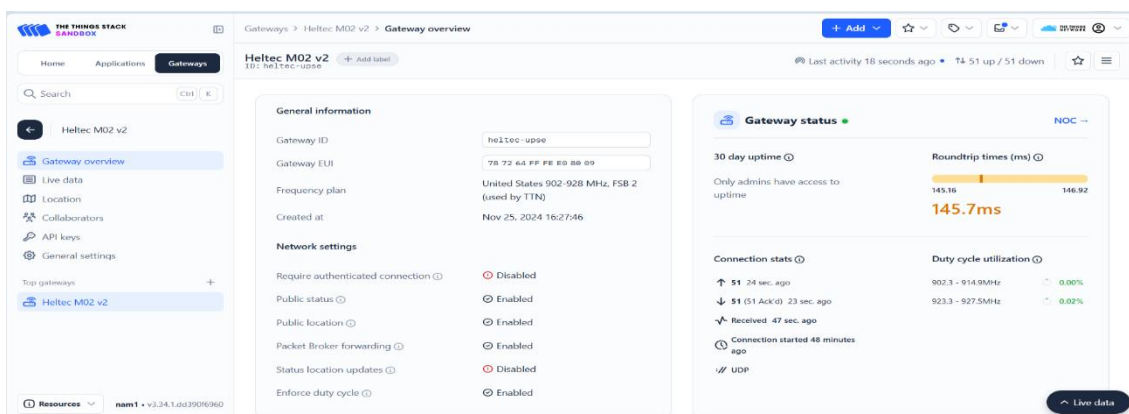 THE THINGS STACK
SANDBOX
Gateways > Heltec M02 v2 > Gateway overview
+ Add
THE THINGS
NETWORK
Home Applications Gateways
Heltec M02 v2 + Add label
ID: heltec-upse
Last activity 18 seconds ago • ↑↓ 51 up / 51 down
Search Ctrl K
Heltec M02 v2
Gateway overview
Live data
Location
Collaborators
API keys
General settings
Top gateways +
Heltec M02 v2
Resources nam1 • v3.34.1.dd390f6960
General information
Gateway ID heltec-upse
Gateway EUI 78 72 64 FF FE E0 80 09
Frequency plan United States 902-928 MHz, FSB 2
(used by TTN)
Created at Nov 25, 2024 16:27:46
Network settings
Require authenticated connection Disabled
Public status Enabled
Public location Enabled
Packet Broker forwarding Enabled
Status location updates Disabled
Enforce duty cycle Enabled
Gateway status NOC →
30 day uptime
Only admins have access to
uptime
Roundtrip times (ms)
145.16 146.92
145.7ms
Connection stats
↑ 51 24 sec. ago
↓ 51 (51 Ack'd) 23 sec. ago
Received 47 sec. ago
Connection started 48 minutes
ago
UDP
Duty cycle utilization
902.3 - 914.9MHz 0.00%
923.3 - 927.5MHz 0.02%
Live data